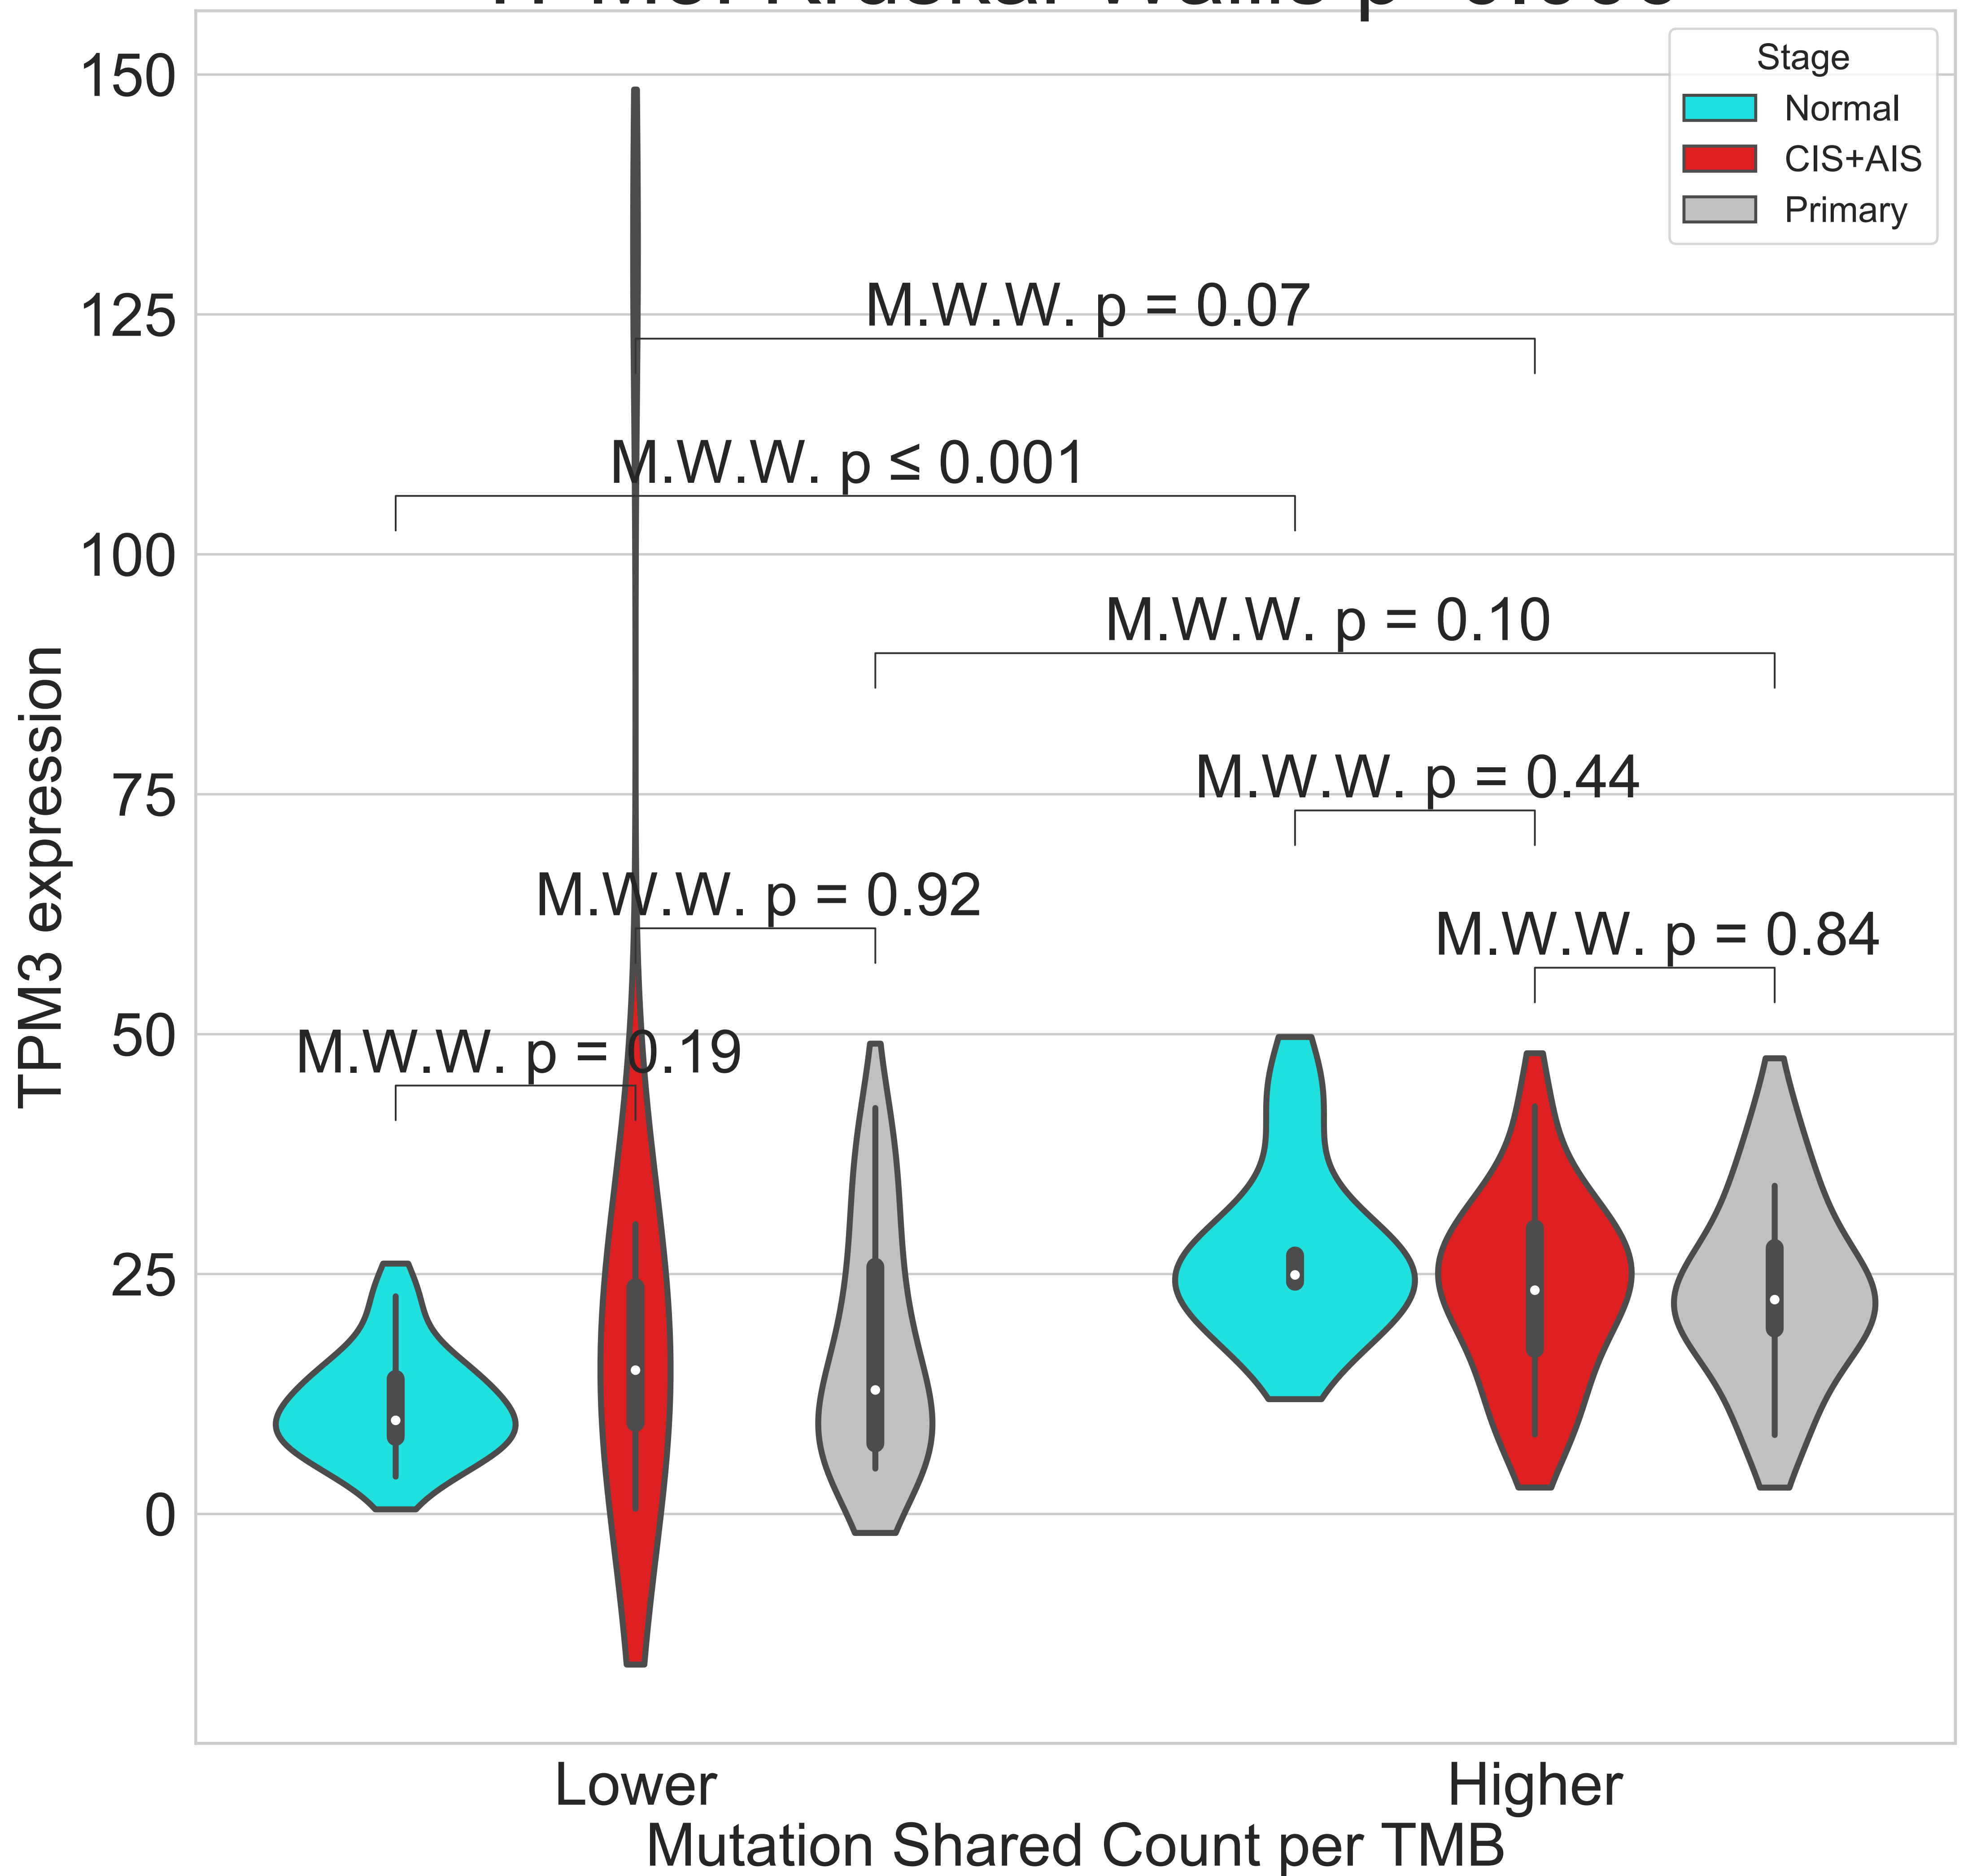 Stage
Normal
CIS+AIS
Primary
150
125
100
75
50
25
0
TPM3 expression
M.W.W. p = 0.07
M.W.W. p ≤ 0.001
M.W.W. p = 0.10
M.W.W. p = 0.44
M.W.W. p = 0.92
M.W.W. p = 0.84
M.W.W. p = 0.19
Lower
Higher
Mutation Shared Count per TMB